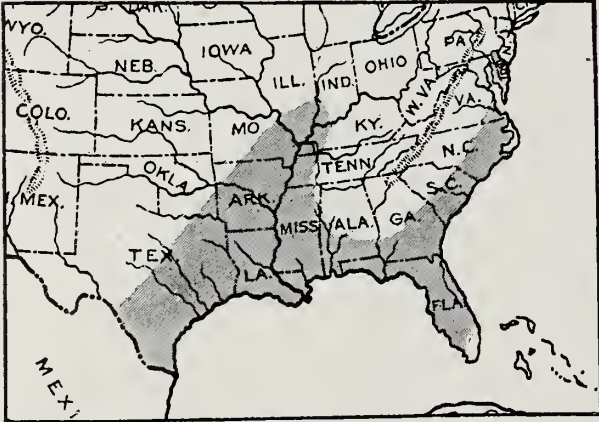 S. DAK.
WYO.
IOWA
PA.
NEB.
OHIO
ILL.
IND.
W.VA.
VA.
COLO.
KANS.
MO.
KY.
N.C.
TENN.
OKLA.
S.C.
MEX.
ARK.
MISS.
ALA.
GA.
TEX.
LA.
FLA.
MEXI